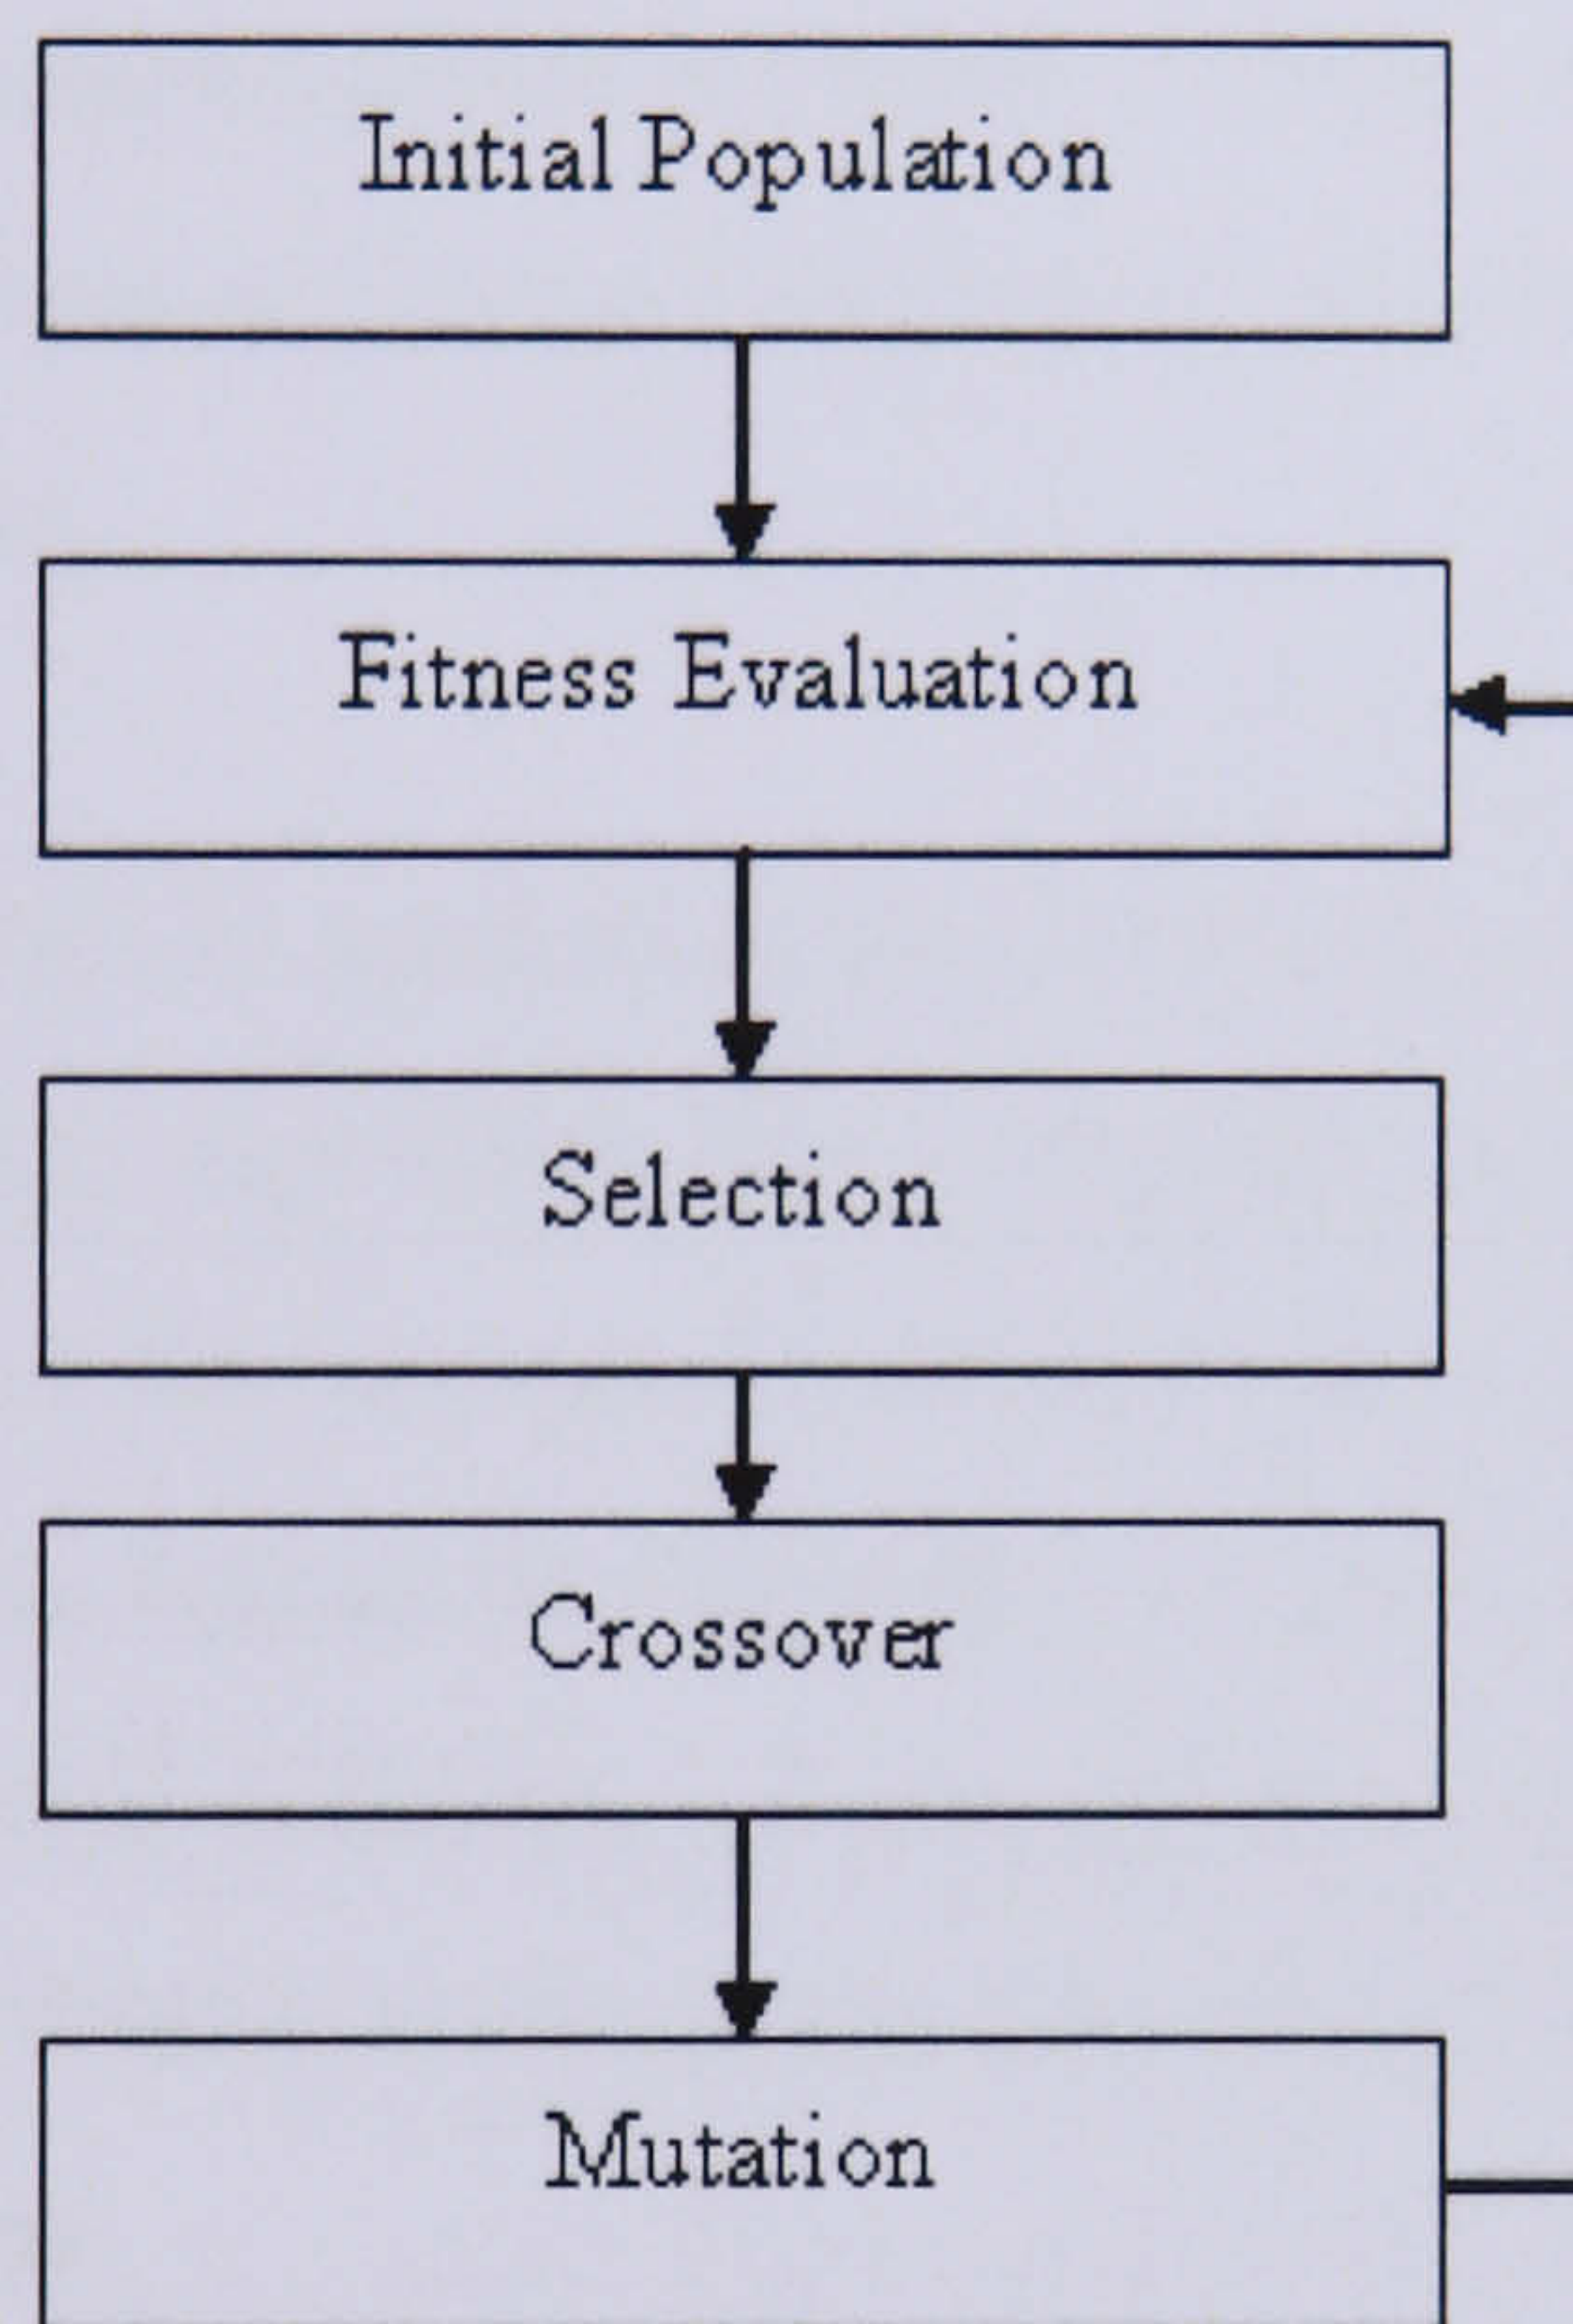 Initial Population
Fitness Evaluation
Selection
Crossover
Mutation